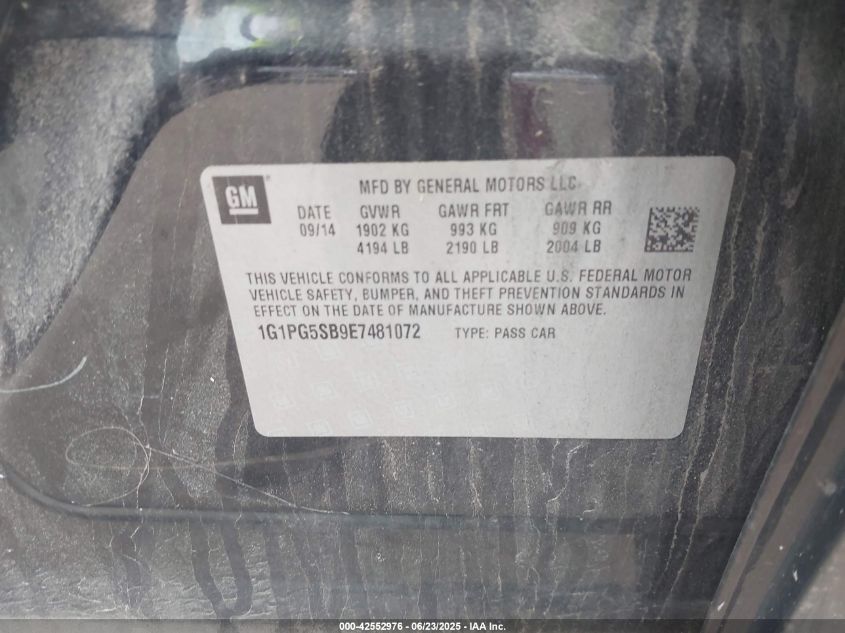 GM
MFD BY GENERAL MOTORS LLC
DATE GVWR GAWR FRT GAWR RR
09/14 1902 KG 993 KG 909 KG
4194 LB 2190 LB 2004 LB
THIS VEHICLE CONFORMS TO ALL APPLICABLE U.S. FEDERAL MOTOR
VEHICLE SAFETY, BUMPER, AND THEFT PREVENTION STANDARDS IN
EFFECT ON THE DATE OF MANUFACTURE SHOWN ABOVE.
1G1PG5SB9E7481072 TYPE: PASS CAR
000-42552976 - 06/23/2025 - IAA Inc.